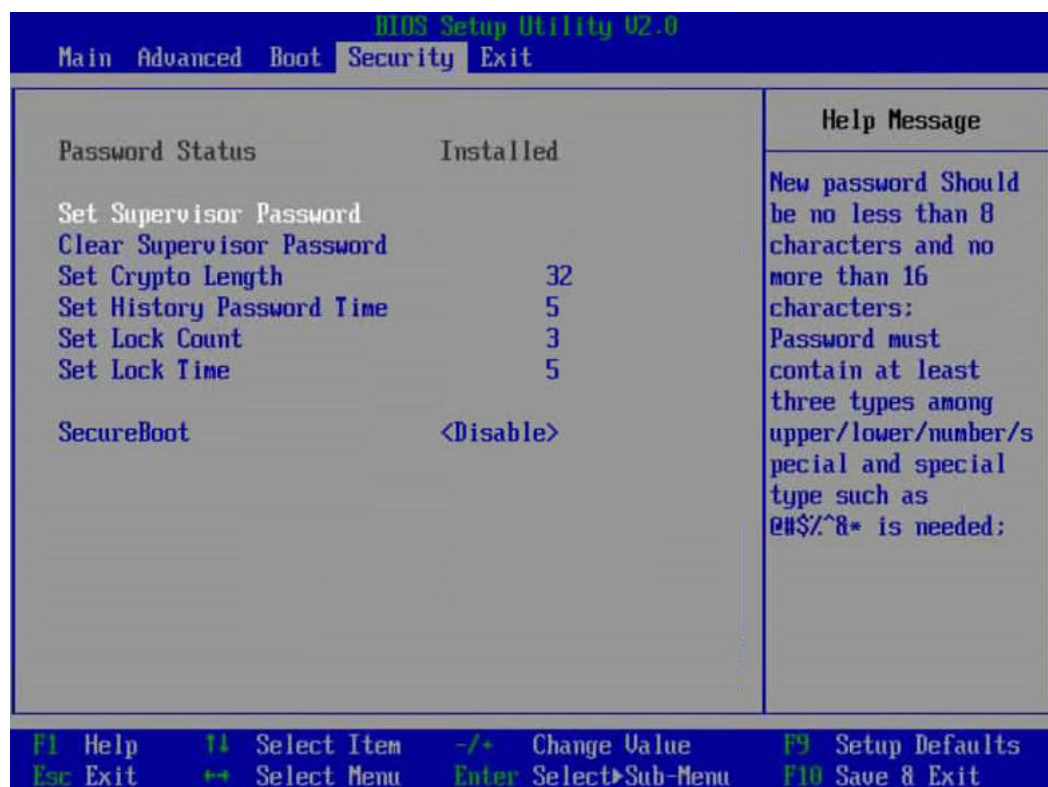 BIOS Setup Utility V2.0
Main Advanced Boot Security Exit
Password Status Installed
Set Supervisor Password
Clear Supervisor Password
Set Crypto Length 32
Set History Password Time 5
Set Lock Count 3
Set Lock Time 5
SecureBoot <Disable>
Help Message
New password Should
be no less than 8
characters and no
more than 16
characters;
Password must
contain at least
three types among
upper/lower/number/s
pecial and special
type such as
@#$%^&* is needed;
F1 Help ↑↓ Select Item -/+ Change Value F9 Setup Defaults
Esc Exit ←→ Select Menu Enter Select▶Sub-Menu F10 Save & Exit